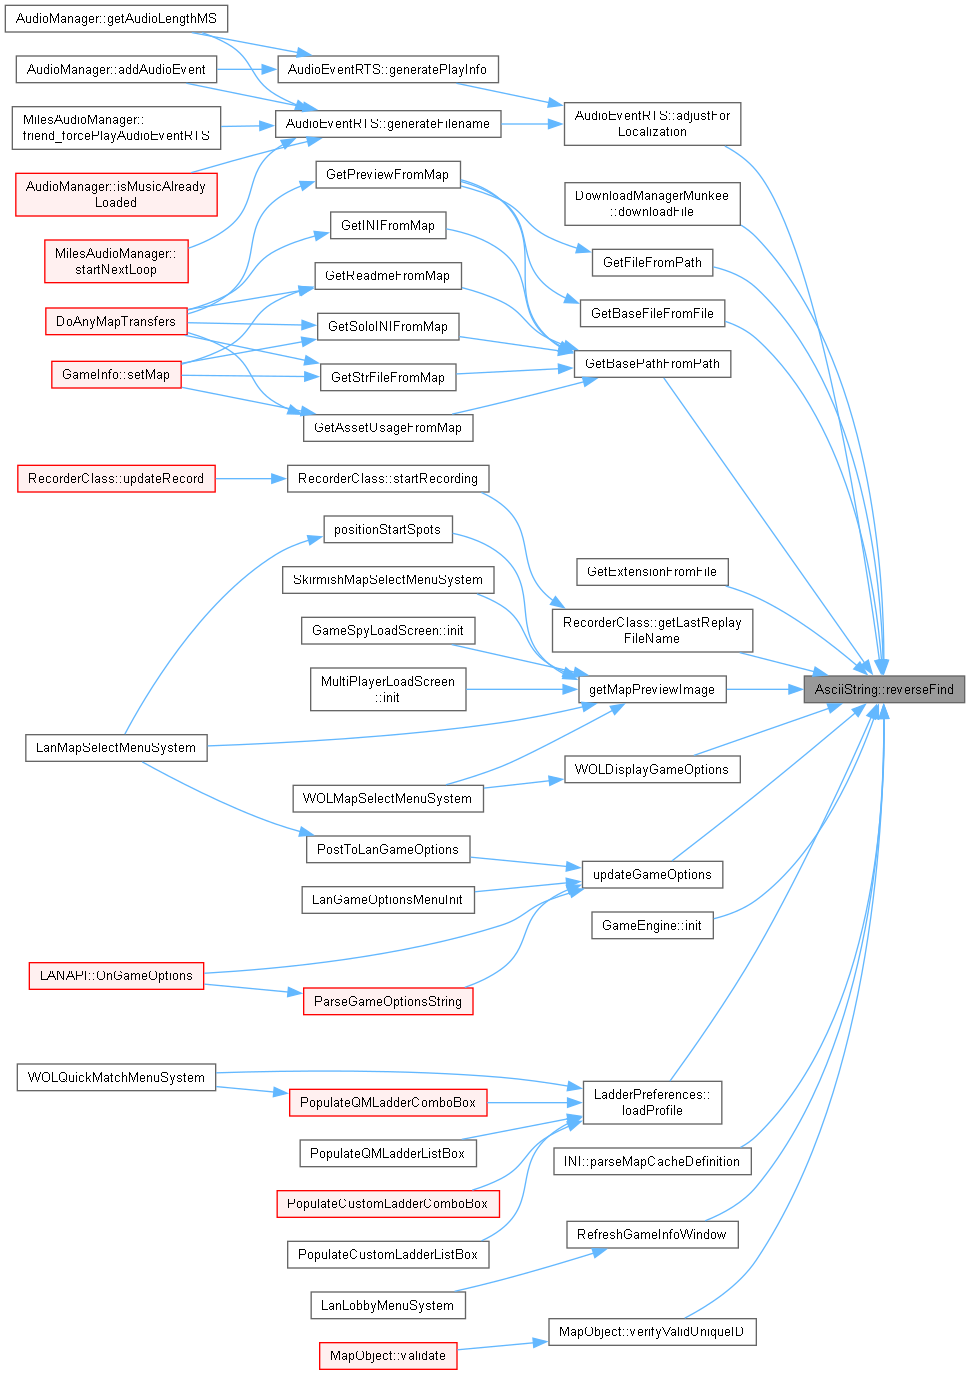 AudioManager::getAudioLengthMS
AudioManager::addAudioEvent
MilesAudioManager::
friend_forcePlayAudioEventRTS
AudioManager::isMusicAlready
Loaded
MilesAudioManager::
startNextLoop
DoAnyMapTransfers
GameInfo::setMap
RecorderClass::updateRecord
LanMapSelectMenuSystem
LANAPI::OnGameOptions
WOLQuickMatchMenuSystem
AudioEventRTS::generatePlayInfo
AudioEventRTS::generateFilename
GetPreviewFromMap
GetINIFromMap
GetReadmeFromMap
GetSoloINIFromMap
GetStrFileFromMap
GetAssetUsageFromMap
RecorderClass::startRecording
positionStartSpots
SkirmishMapSelectMenuSystem
GameSpyLoadScreen::init
MultiPlayerLoadScreen
::init
WOLMapSelectMenuSystem
PostToLanGameOptions
LanGameOptionsMenuInit
ParseGameOptionsString
PopulateQMLadderComboBox
PopulateQMLadderListBox
PopulateCustomLadderComboBox
PopulateCustomLadderListBox
LanLobbyMenuSystem
MapObject::validate
AudioEventRTS::adjustFor
Localization
DownloadManagerMunkee
::downloadFile
GetFileFromPath
GetBaseFileFromFile
GetBasePathFromPath
GetExtensionFromFile
RecorderClass::getLastReplay
FileName
getMapPreviewImage
WOLDisplayGameOptions
updateGameOptions
GameEngine::init
LadderPreferences::
loadProfile
INI::parseMapCacheDefinition
RefreshGameInfoWindow
MapObject::verifyValidUniqueID
AsciiString::reverseFind